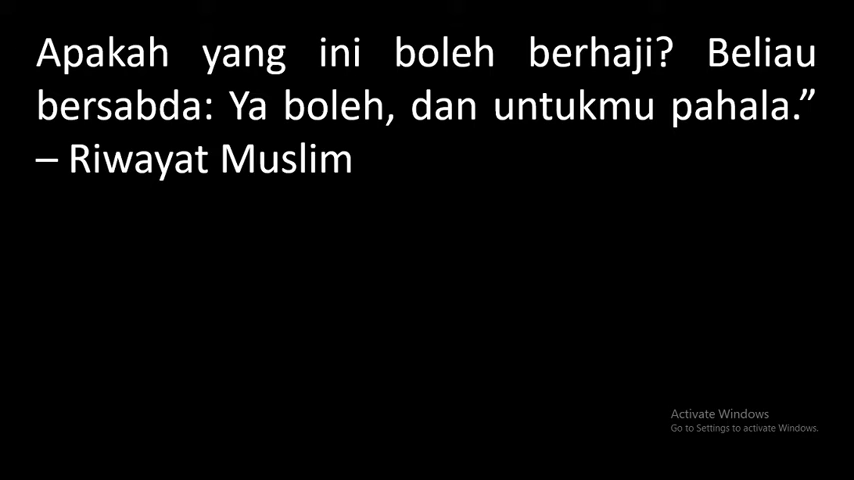 Apakah yang ini boleh berhaji? Beliau
bersabda: Ya boleh, dan untukmu pahala.”
– Riwayat Muslim
Activate Windows
Go to Settings to activate Windows.